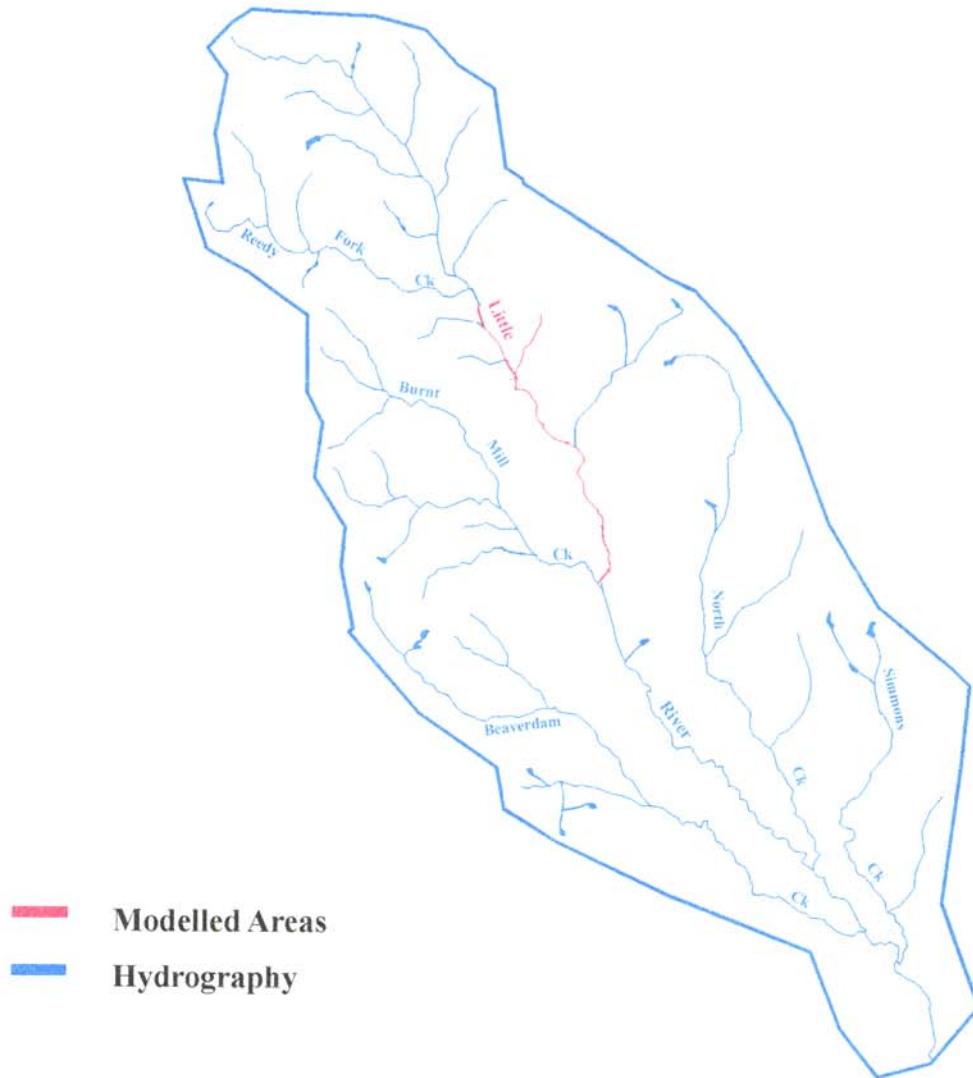 Reedy
Fork
Ck
Little
Burnt
Mill
Ck
North
Simmons
River
Beaverdam
Ck
Ck
Ck
Modelled Areas
Hydrography